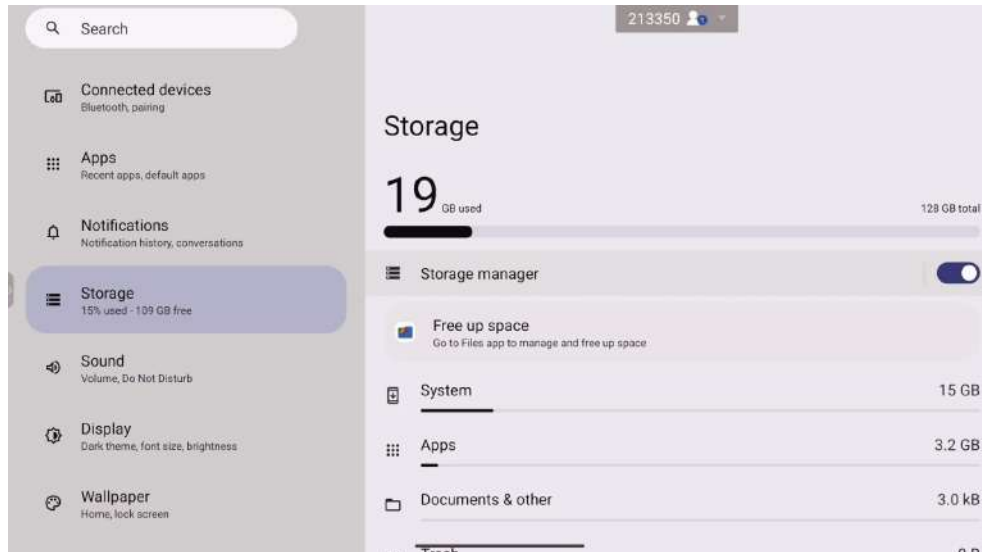 Search
Connected devices
Bluetooth, pairing
Apps
Recent apps, default apps
Notifications
Notification history, conversations
Storage
15% used - 109 GB free
Sound
Volume, Do Not Disturb
Display
Dark theme, font size, brightness
Wallpaper
Home, lock screen
213350
Storage
19 GB used
128 GB total
Storage manager
Free up space
Go to Files app to manage and free up space
System 15 GB
Apps 3.2 GB
Documents & other 3.0 kB
Trash 0 B